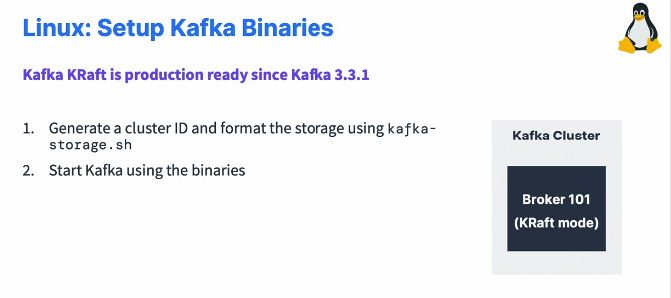 Linux: Setup Kafka Binaries
Kafka KRaft is production ready since Kafka 3.3.1
1. Generate a cluster ID and format the storage using kafka-
storage.sh
2. Start Kafka using the binaries
Kafka Cluster
Broker 101
(KRaft mode)